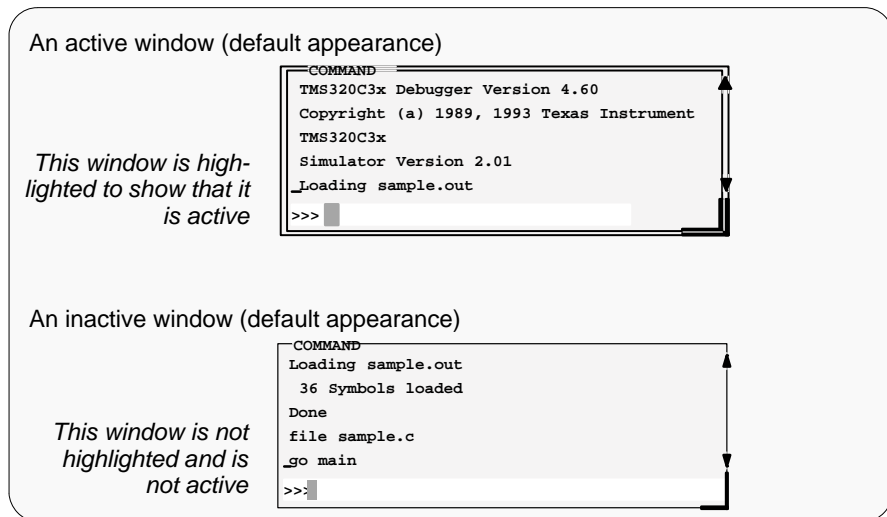 An active window (default appearance)
COMMAND
TMS320C3x Debugger Version 4.60
Copyright (a) 1989, 1993 Texas Instrument
TMS320C3x
Simulator Version 2.01
Loading sample.out
>>>
This window is high-
lighted to show that it
is active
An inactive window (default appearance)
COMMAND
Loading sample.out
36 Symbols loaded
Done
file sample.c
go main
>>>
This window is not
highlighted and is
not active